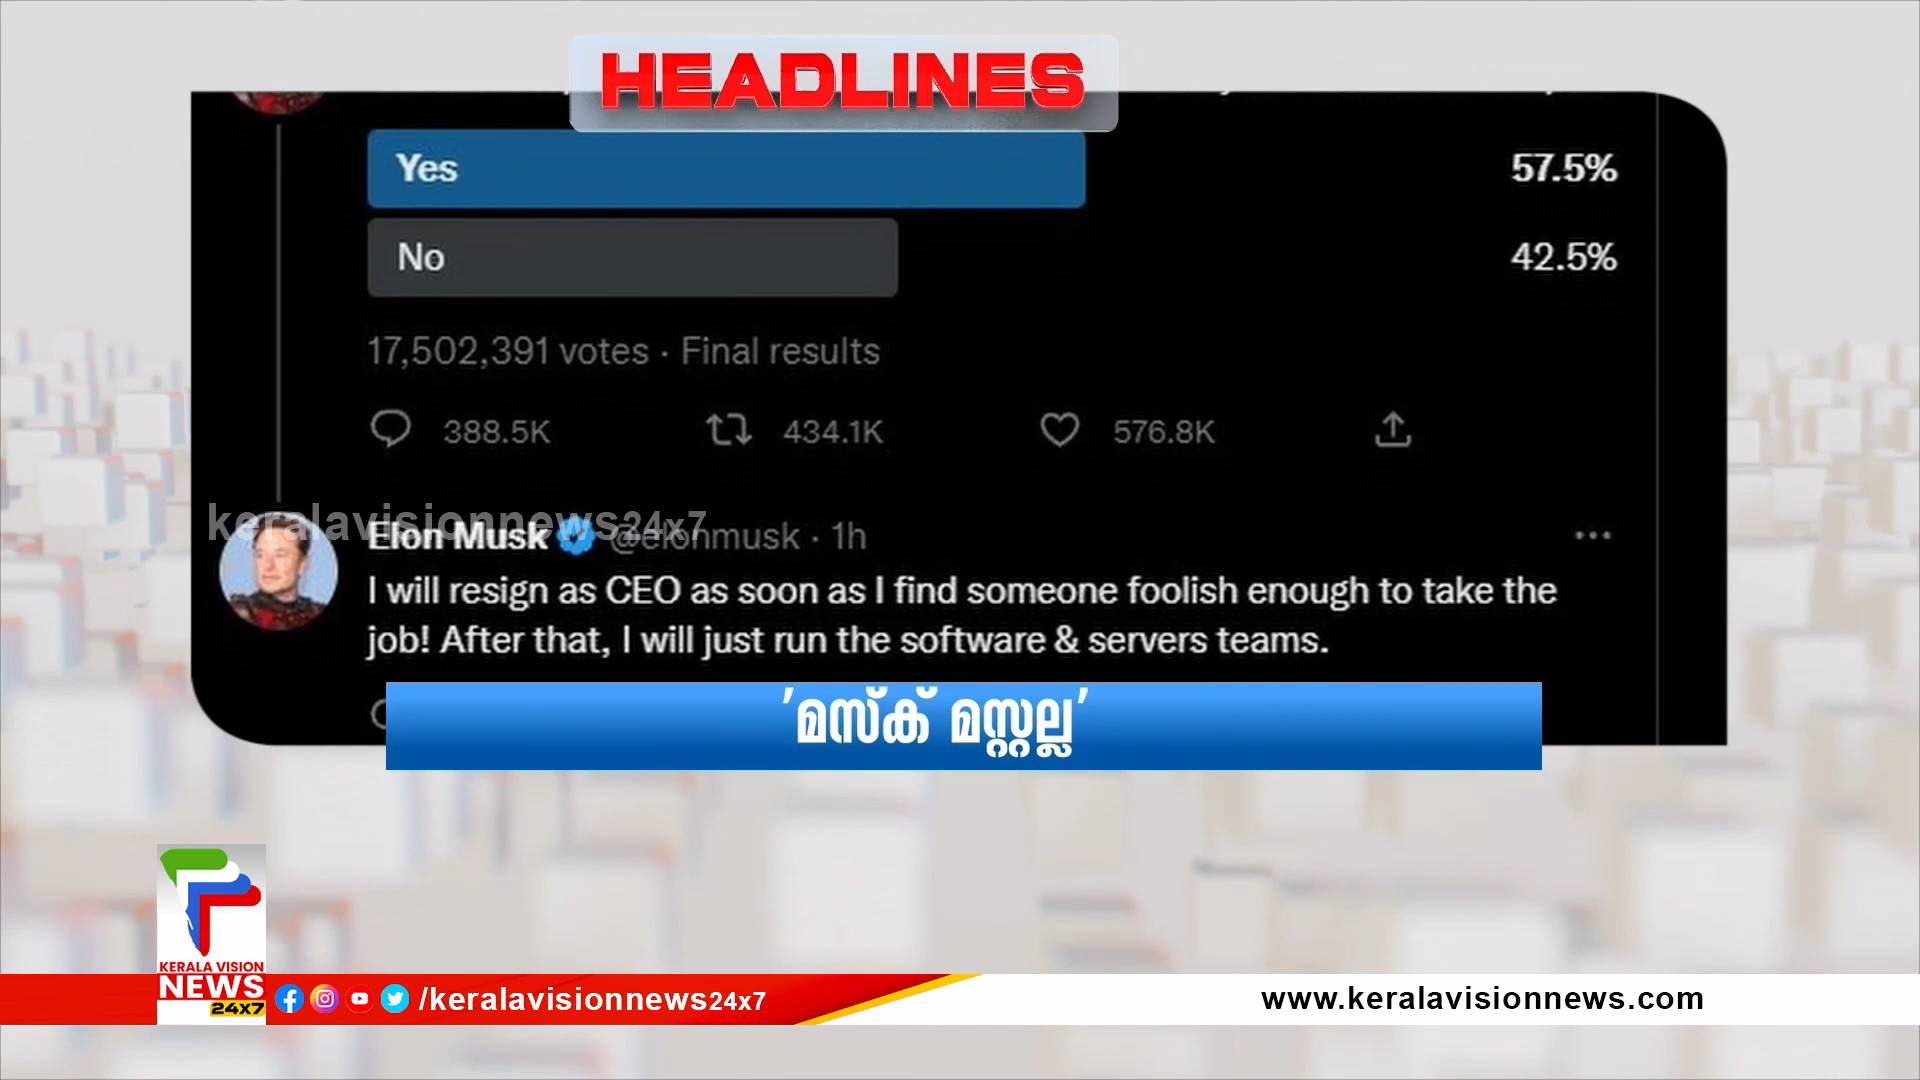 HEADLINES
Yes
57.5%
No
42.5%
17,502,391 votes · Final results
388.5K
434.1K
576.8K
keralavisionnews24x7
Elon Musk @elonmusk · 1h
I will resign as CEO as soon as I find someone foolish enough to take the
job! After that, I will just run the software & servers teams.
'മസ്ക് മസ്റ്റല്ല'
KERALA VISION
NEWS
24x7
/keralavisionnews24x7
www.keralavisionnews.com